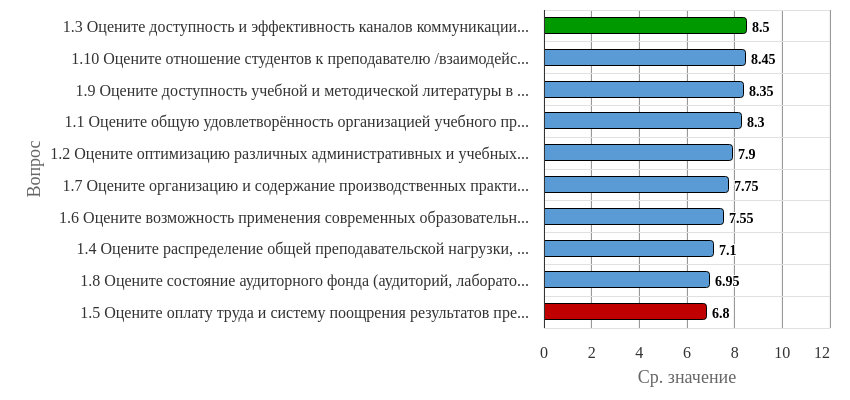 1.3 Оцените доступность и эффективность каналов коммуникации... 8.5
1.10 Оцените отношение студентов к преподавателю /взаимодейс... 8.45
1.9 Оцените доступность учебной и методической литературы в ... 8.35
1.1 Оцените общую удовлетворённость организацией учебного пр... 8.3
1.2 Оцените оптимизацию различных административных и учебных... 7.9
1.7 Оцените организацию и содержание производственных практи... 7.75
1.6 Оцените возможность применения современных образовательн... 7.55
1.4 Оцените распределение общей преподавательской нагрузки, ... 7.1
1.8 Оцените состояние аудиторного фонда (аудиторий, лаборато... 6.95
1.5 Оцените оплату труда и систему поощрения результатов пре... 6.8
Вопрос
0 2 4 6 8 10 12
Ср. значение